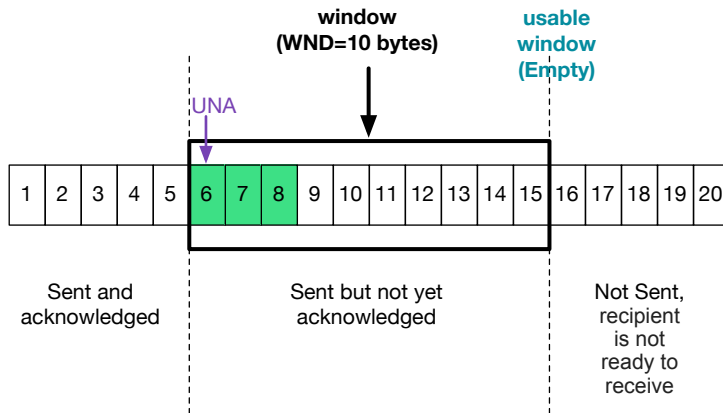 window
(WND=10 bytes)
usable
window
(Empty)
UNA
1 2 3 4 5 6 7 8 9 10 11 12 13 14 15 16 17 18 19 20
Sent and
acknowledged
Sent but not yet
acknowledged
Not Sent,
recipient
is not
ready to
receive